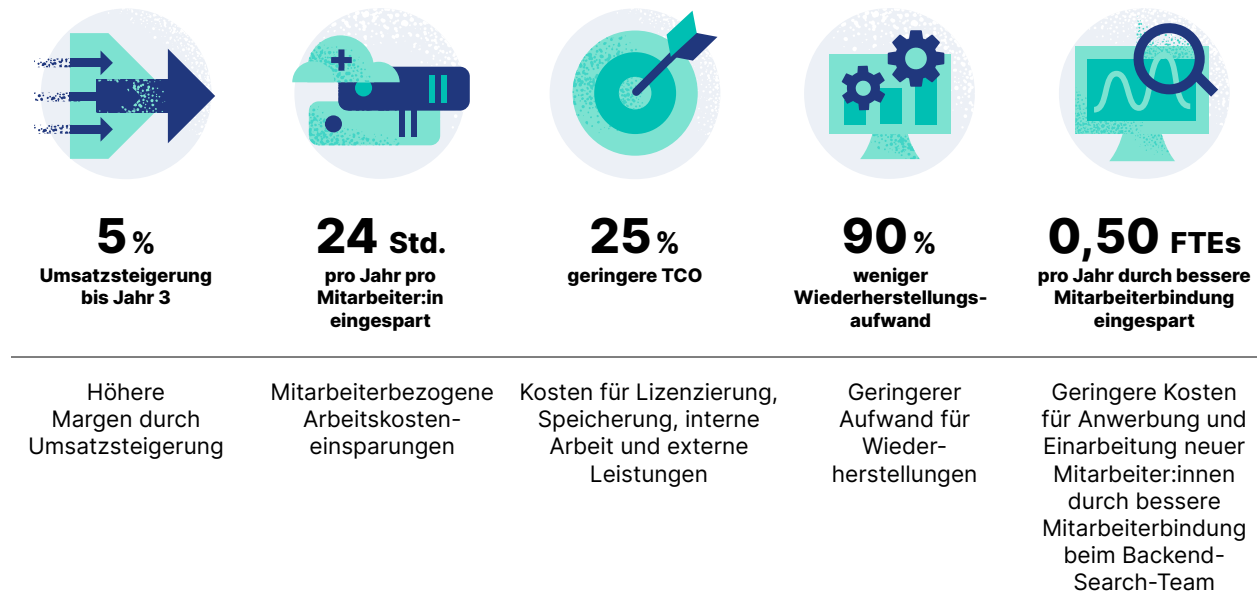 5 %
Umsatzsteigerung
bis Jahr 3
24 Std.
pro Jahr pro
Mitarbeiter:in
eingespart
25 %
geringere TCO
90 %
weniger
Wiederherstellungs-
aufwand
0,50 FTEs
pro Jahr durch bessere
Mitarbeiterbindung
eingespart
Höhere
Margen durch
Umsatzsteigerung
Mitarbeiterbezogene
Arbeitskosten-
einsparungen
Kosten für Lizenzierung,
Speicherung, interne
Arbeit und externe
Leistungen
Geringerer
Aufwand für
Wieder-
herstellungen
Geringere Kosten
für Anwerbung und
Einarbeitung neuer
Mitarbeiter:innen
durch bessere
Mitarbeiterbindung
beim Backend-
Search-Team